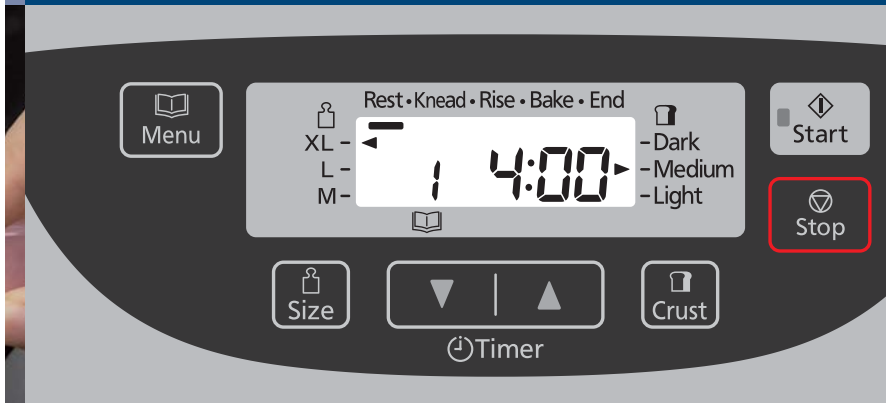 Menu
Rest • Knead • Rise • Bake • End
XL
L
M
1 4:00
Dark
Medium
Light
Start
Stop
Size
Timer
Crust